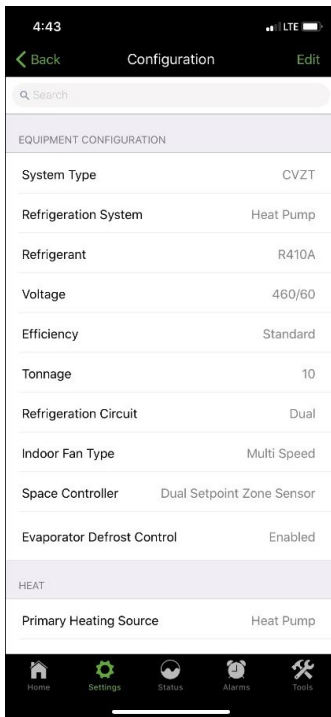 4:43
LTE
Back Configuration Edit
Search
EQUIPMENT CONFIGURATION
System Type CVZT
Refrigeration System Heat Pump
Refrigerant R410A
Voltage 460/60
Efficiency Standard
Tonnage 10
Refrigeration Circuit Dual
Indoor Fan Type Multi Speed
Space Controller Dual Setpoint Zone Sensor
Evaporator Defrost Control Enabled
HEAT
Primary Heating Source Heat Pump
Home Settings Status Alarms Tools